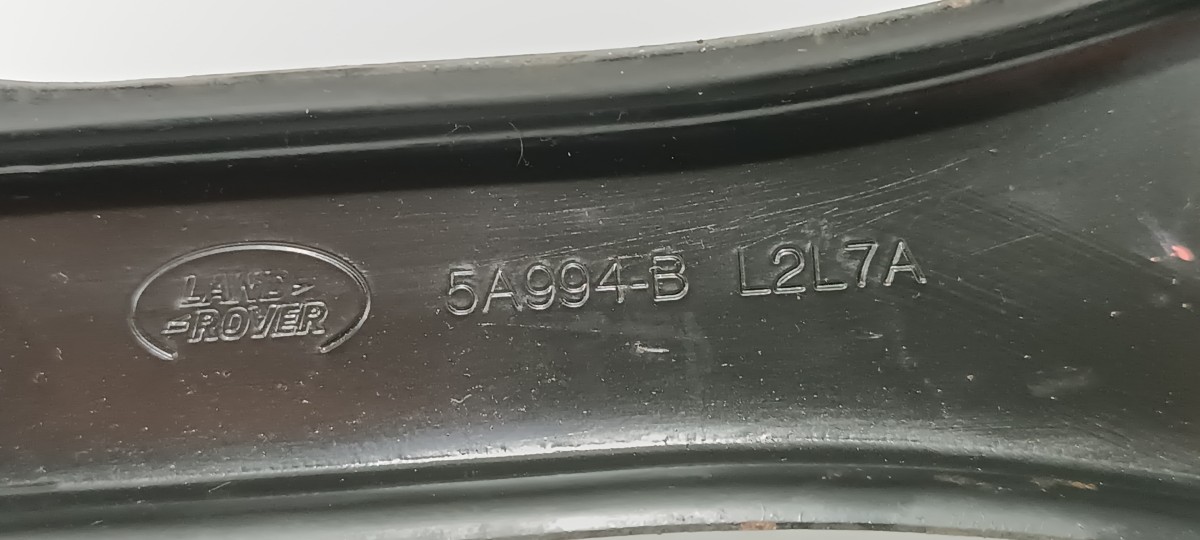 LAND
ROVER
5A994-B L2L7A